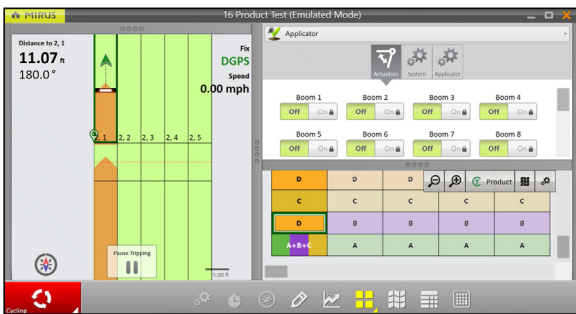 MIRUS
16 Product Test (Emulated Mode)
Distance to 2, 1
11.07 ft
180.0°
Fix
DGPS
Speed
0.00 mph
2, 1 2, 2 2, 3 2, 4 2, 5
Pause Tripping
5.00 ft
Applicator
Actuators System Applicator
Boom 1 Boom 2 Boom 3 Boom 4
Off On Off On Off On Off On
Boom 5 Boom 6 Boom 7 Boom 8
Off On Off On Off On Off On
Product
D D D
C C C C C
D B B B B
A+B+C A A A A
Cycling